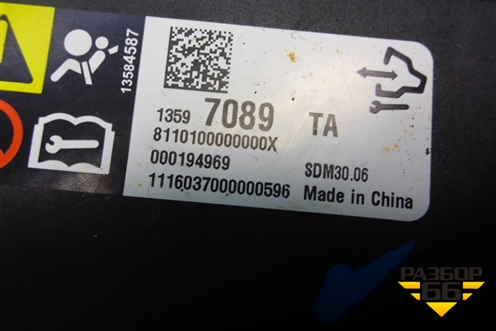 13584587
1359 7089 TA
8110100000000X
000194969 SDM30.06
1116037000000596 Made in China
РАЗБОР
66